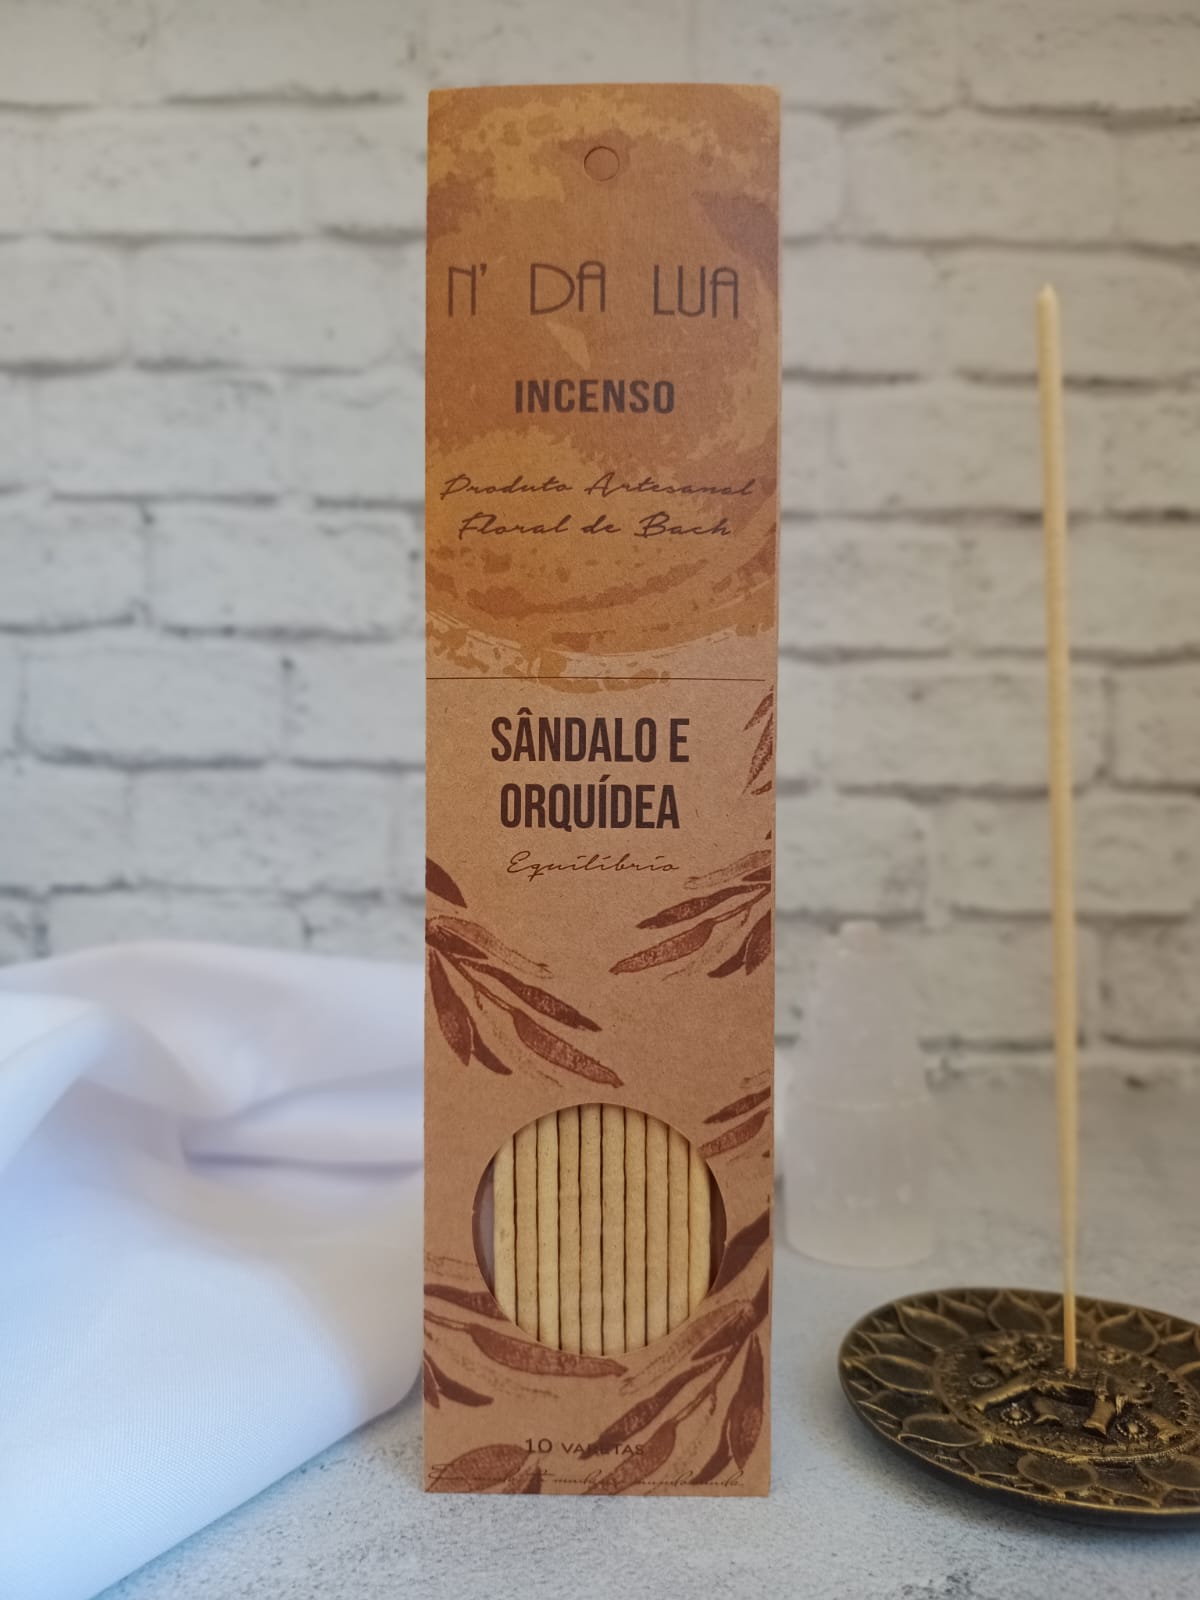 N' DA LUA
INCENSO
Produto Artesanal
Floral de Bach
SÂNDALO E
ORQUÍDEA
Equilíbrio
10 VARETAS